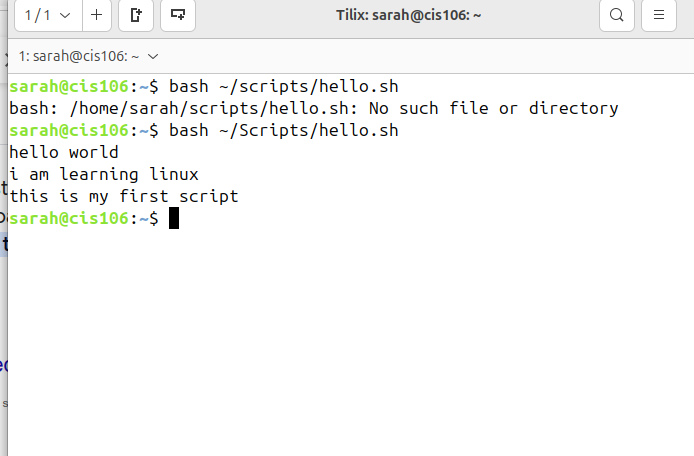 1 / 1
Tilix: sarah@cis106: ~
1: sarah@cis106: ~
sarah@cis106:~$ bash ~/scripts/hello.sh
bash: /home/sarah/scripts/hello.sh: No such file or directory
sarah@cis106:~$ bash ~/Scripts/hello.sh
hello world
i am learning linux
this is my first script
sarah@cis106:~$